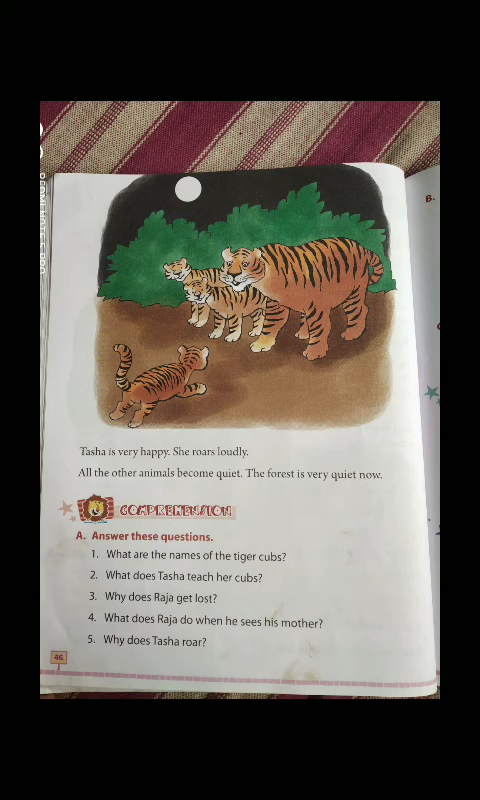 Tasha is very happy. She roars loudly.
All the other animals become quiet. The forest is very quiet now.
COMPREHENSION
A. Answer these questions.
1. What are the names of the tiger cubs?
2. What does Tasha teach her cubs?
3. Why does Raja get lost?
4. What does Raja do when he sees his mother?
5. Why does Tasha roar?
46
B.